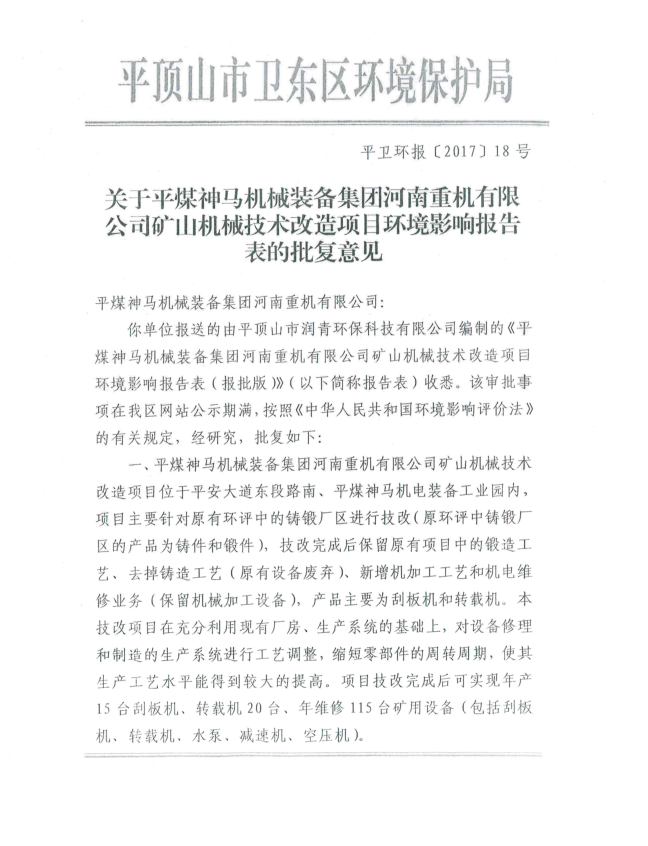 平顶山市卫东区环境保护局
平卫环报〔2017〕18 号
关于平煤神马机械装备集团河南重机有限
公司矿山机械技术改造项目环境影响报告
表的批复意见
平煤神马机械装备集团河南重机有限公司：
你单位报送的由平顶山市润青环保科技有限公司编制的《平
煤神马机械装备集团河南重机有限公司矿山机械技术改造项目
环境影响报告表（报批版）》（以下简称报告表）收悉。该审批事
项在我区网站公示期满，按照《中华人民共和国环境影响评价法》
的有关规定，经研究，批复如下：
一、平煤神马机械装备集团河南重机有限公司矿山机械技术
改造项目位于平安大道东段路南、平煤神马机电装备工业园内，
项目主要针对原有环评中的铸锻厂区进行技改（原环评中铸锻厂
区的产品为铸件和锻件），技改完成后保留原有项目中的锻造工
艺、去掉铸造工艺（原有设备废弃）、新增机加工工艺和机电维
修业务（保留机械加工设备），产品主要为刮板机和转载机。本
技改项目在充分利用现有厂房、生产系统的基础上，对设备修理
和制造的生产系统进行工艺调整，缩短零部件的周转周期，使其
生产工艺水平能得到较大的提高。项目技改完成后可实现年产
15 台刮板机、转载机 20 台、年维修 115 台矿用设备（包括刮板
机、转载机、水泵、减速机、空压机）。